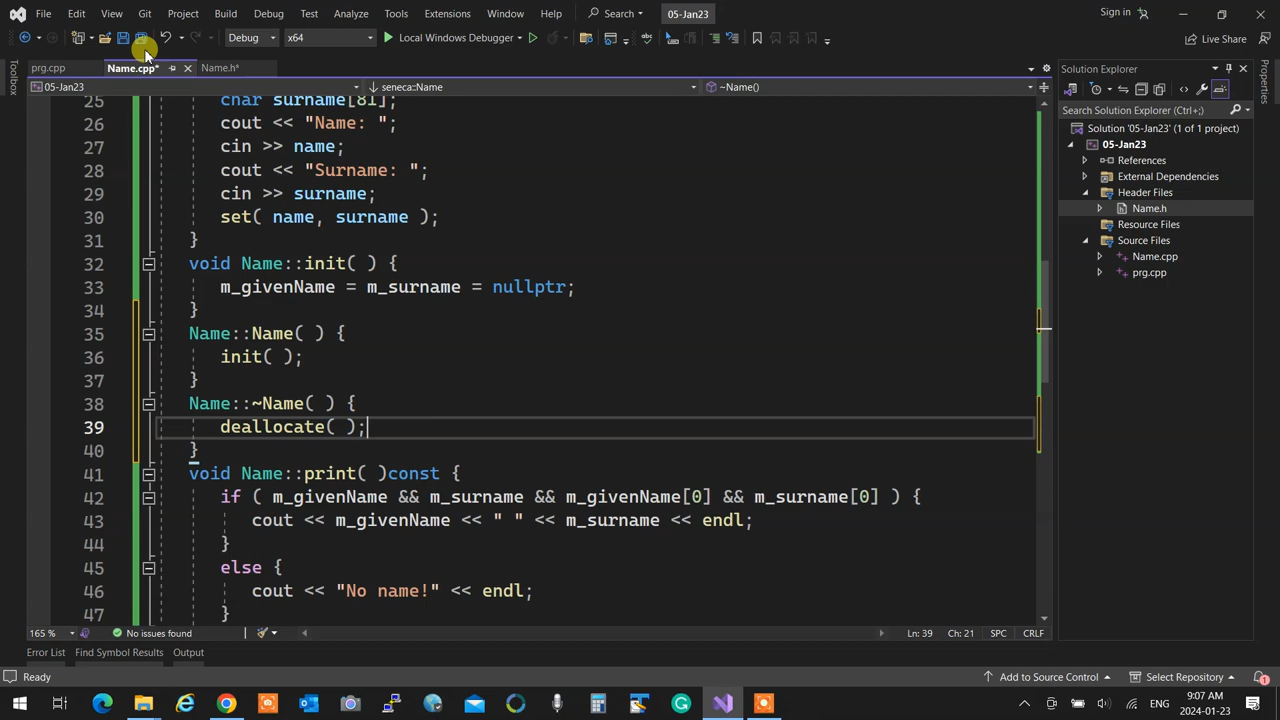 File Edit View Git Project Build Debug Test Analyze Tools Extensions Window Help Search 05-Jan23 Sign in
Debug x64 Local Windows Debugger Live Share
prg.cpp Name.cpp* Name.h*
05-Jan23 seneca::Name ~Name()
Toolbox
25 char surname[81];
26 cout << "Name: ";
27 cin >> name;
28 cout << "Surname: ";
29 cin >> surname;
30 set( name, surname );
31 }
32 void Name::init( ) {
33 m_givenName = m_surname = nullptr;
34 }
35 Name::Name( ) {
36 init( );
37 }
38 Name::~Name( ) {
39 deallocate( );
40 }
41 void Name::print( )const {
42 if ( m_givenName && m_surname && m_givenName[0] && m_surname[0] ) {
43 cout << m_givenName << " " << m_surname << endl;
44 }
45 else {
46 cout << "No name!" << endl;
47 }
165 % No issues found Ln: 39 Ch: 21 SPC CRLF
Error List Find Symbol Results Output
Solution Explorer
Search Solution Explorer (Ctrl+;)
Solution '05-Jan23' (1 of 1 project)
05-Jan23
References
External Dependencies
Header Files
Name.h
Resource Files
Source Files
Name.cpp
prg.cpp
Properties
Ready Add to Source Control Select Repository 1
ENG 9:07 AM
2024-01-23